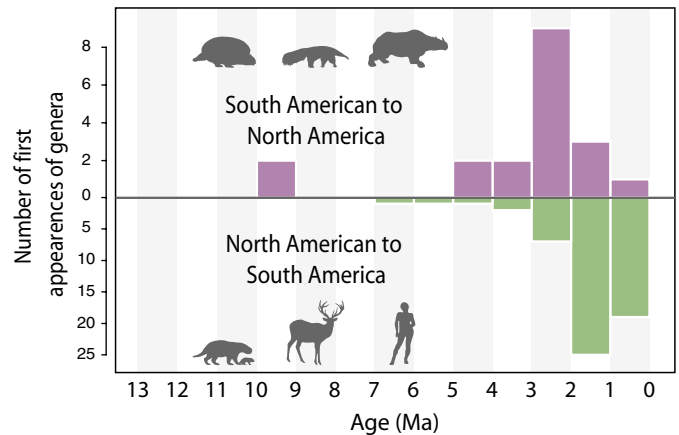 Number of first
appearences of genera
8
6
4
2
0
5
10
15
20
25
South American to
North America
North American to
South America
13 12 11 10 9 8 7 6 5 4 3 2 1 0
Age (Ma)